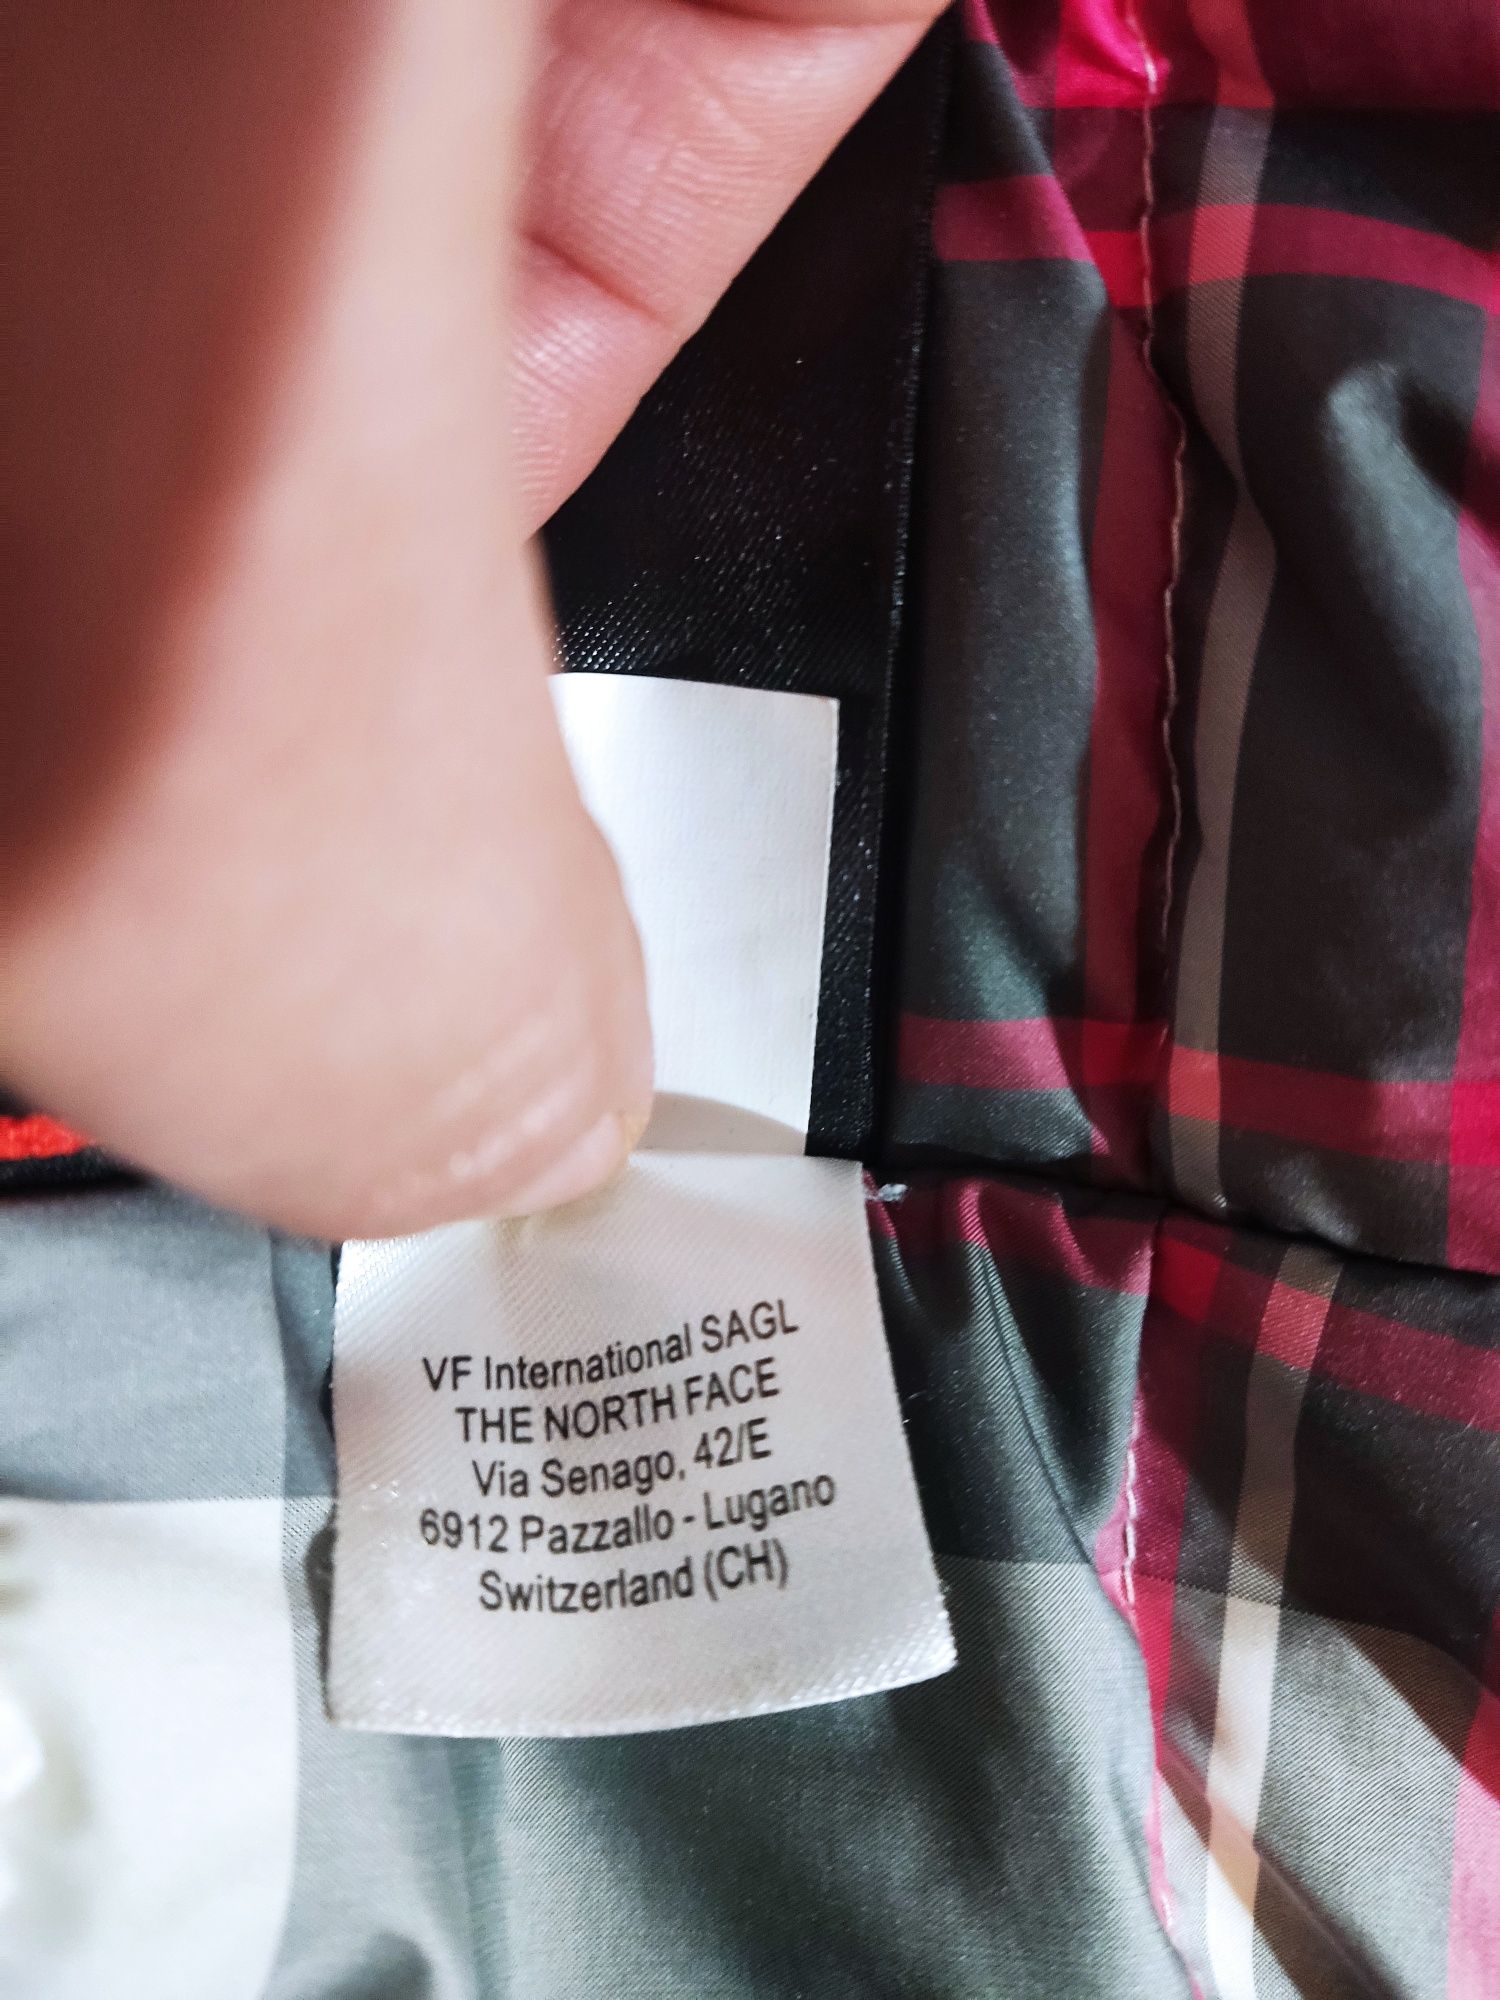 VF International SAGL
THE NORTH FACE
Via Senago, 42/E
6912 Pazzallo - Lugano
Switzerland (CH)